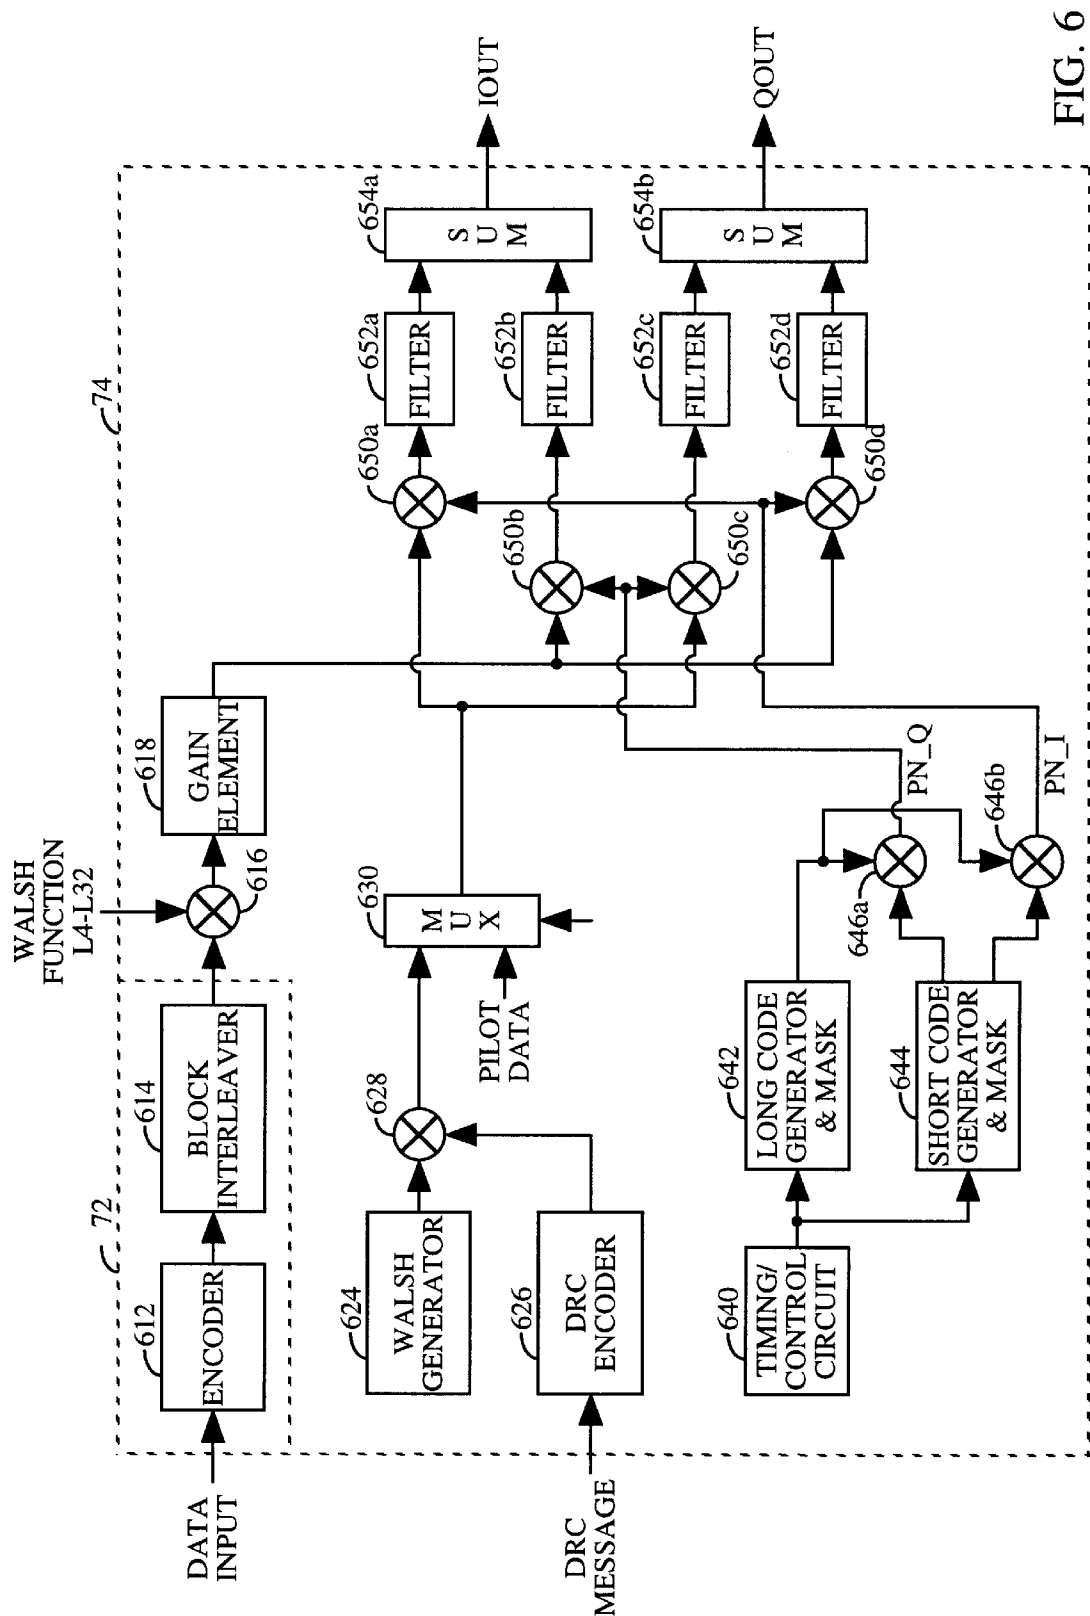 WALSH
FUNCTION
L4-L32
72
74
612
ENCODER
614
BLOCK
INTERLEAVER
616
618
GAIN
ELEMENT
DATA
INPUT
624
WALSH
GENERATOR
628
630
MUX
PILOT
DATA
626
DRC
ENCODER
DRC
MESSAGE
650a
652a
FILTER
654a
SUM
IOUT
650b
652b
FILTER
650c
652c
FILTER
654b
SUM
QOUT
650d
652d
FILTER
640
TIMING/
CONTROL
CIRCUIT
642
LONG CODE
GENERATOR
& MASK
644
SHORT CODE
GENERATOR
& MASK
646a
PN_Q
646b
PN_I
FIG. 6